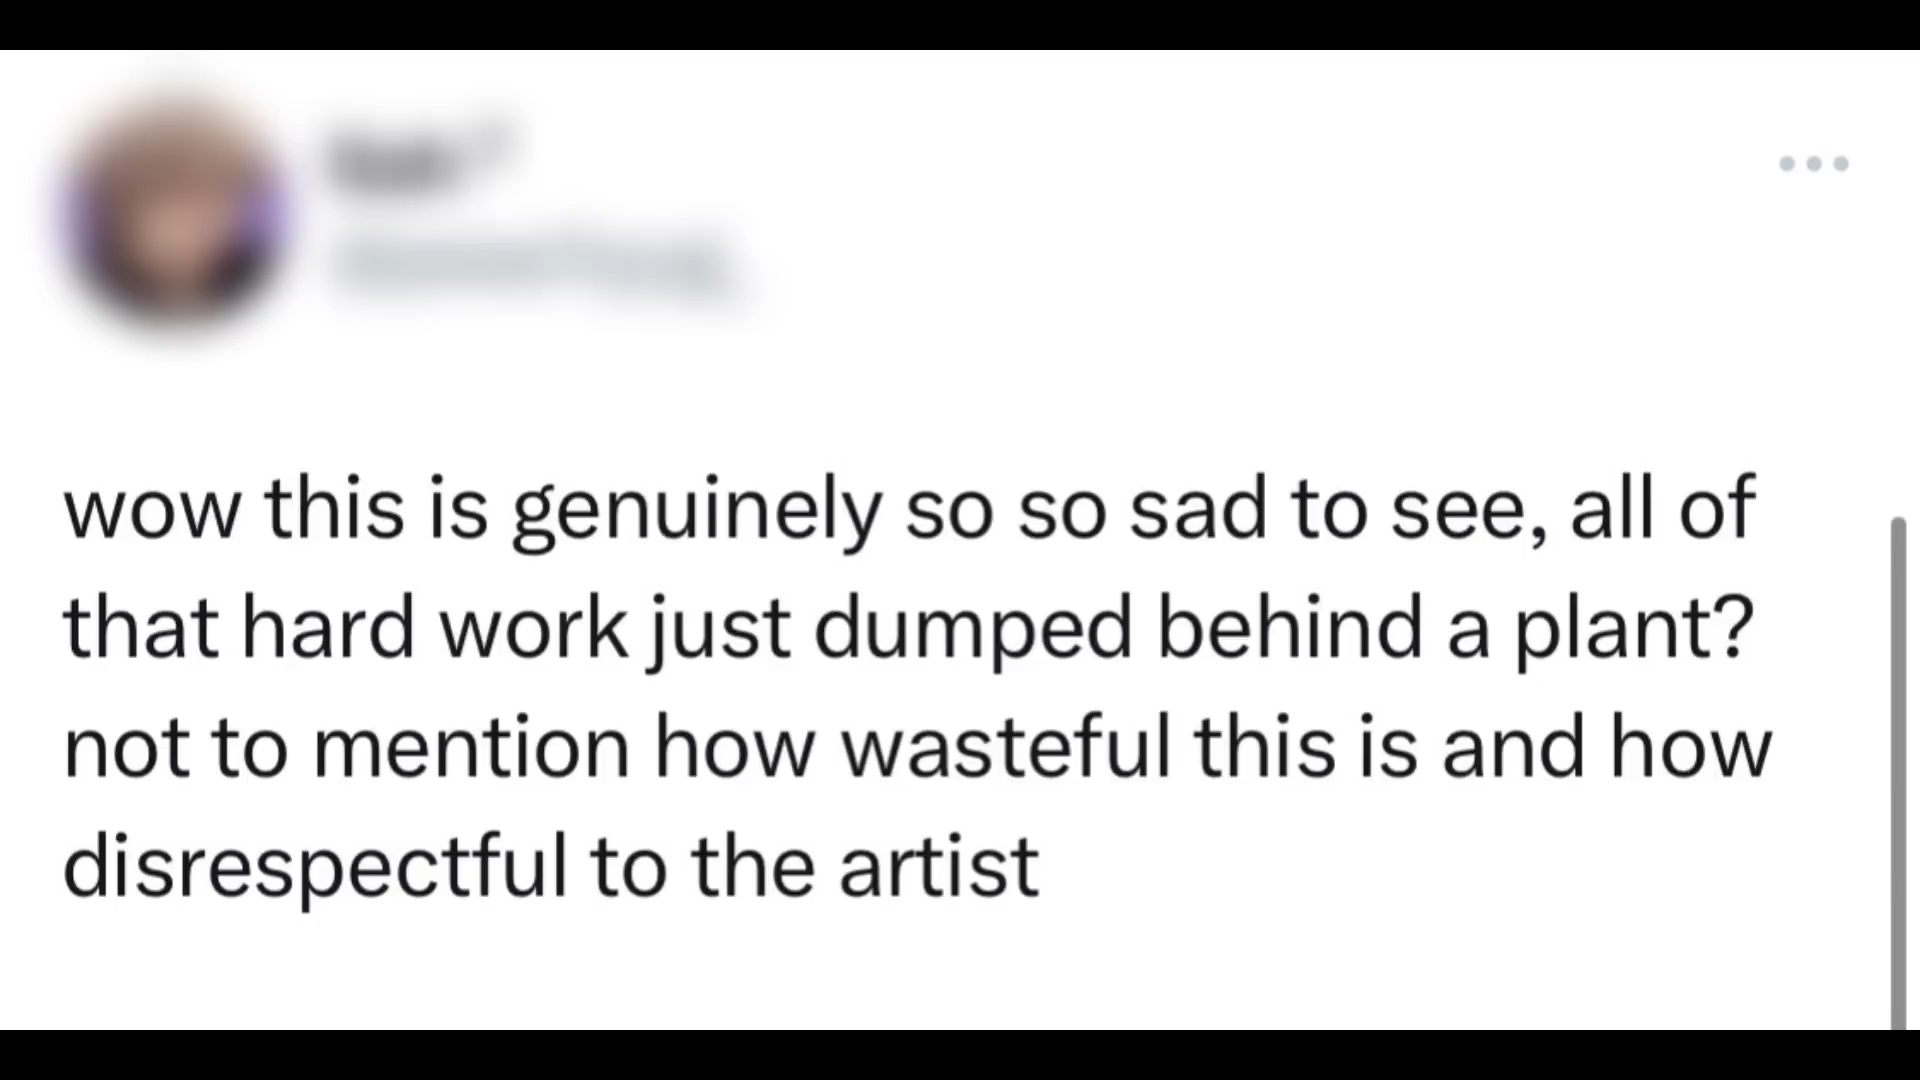 wow this is genuinely so so sad to see, all of
that hard work just dumped behind a plant?
not to mention how wasteful this is and how
disrespectful to the artist